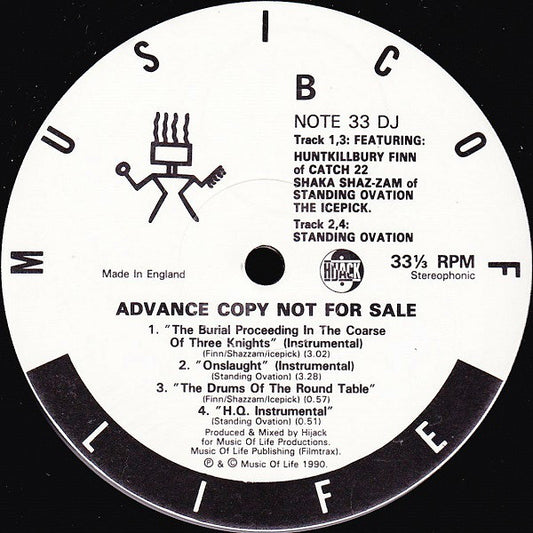 MUSIC OF LIFE
B
NOTE 33 DJ
Track 1,3: FEATURING:
HUNTKILLBURY FINN
of CATCH 22
SHAKA SHAZ-ZAM of
STANDING OVATION
THE ICEPICK.
Track 2,4:
STANDING OVATION
Made In England
HIJACK
33⅓ RPM
Stereophonic
ADVANCE COPY NOT FOR SALE
1. "The Burial Proceeding In The Coarse
Of Three Knights" (Instrumental)
(Finn/Shazzam/icepick) (3.02)
2. "Onslaught" (Instrumental)
(Standing Ovation) (3.28)
3. "The Drums Of The Round Table"
(Finn/Shazzam/Icepick) (0.57)
4. "H.Q. Instrumental"
(Standing Ovation) (0.51)
Produced & Mixed by Hijack
for Music Of Life Productions.
Music Of Life Publishing (Filmtrax).
℗ & © Music Of Life 1990.